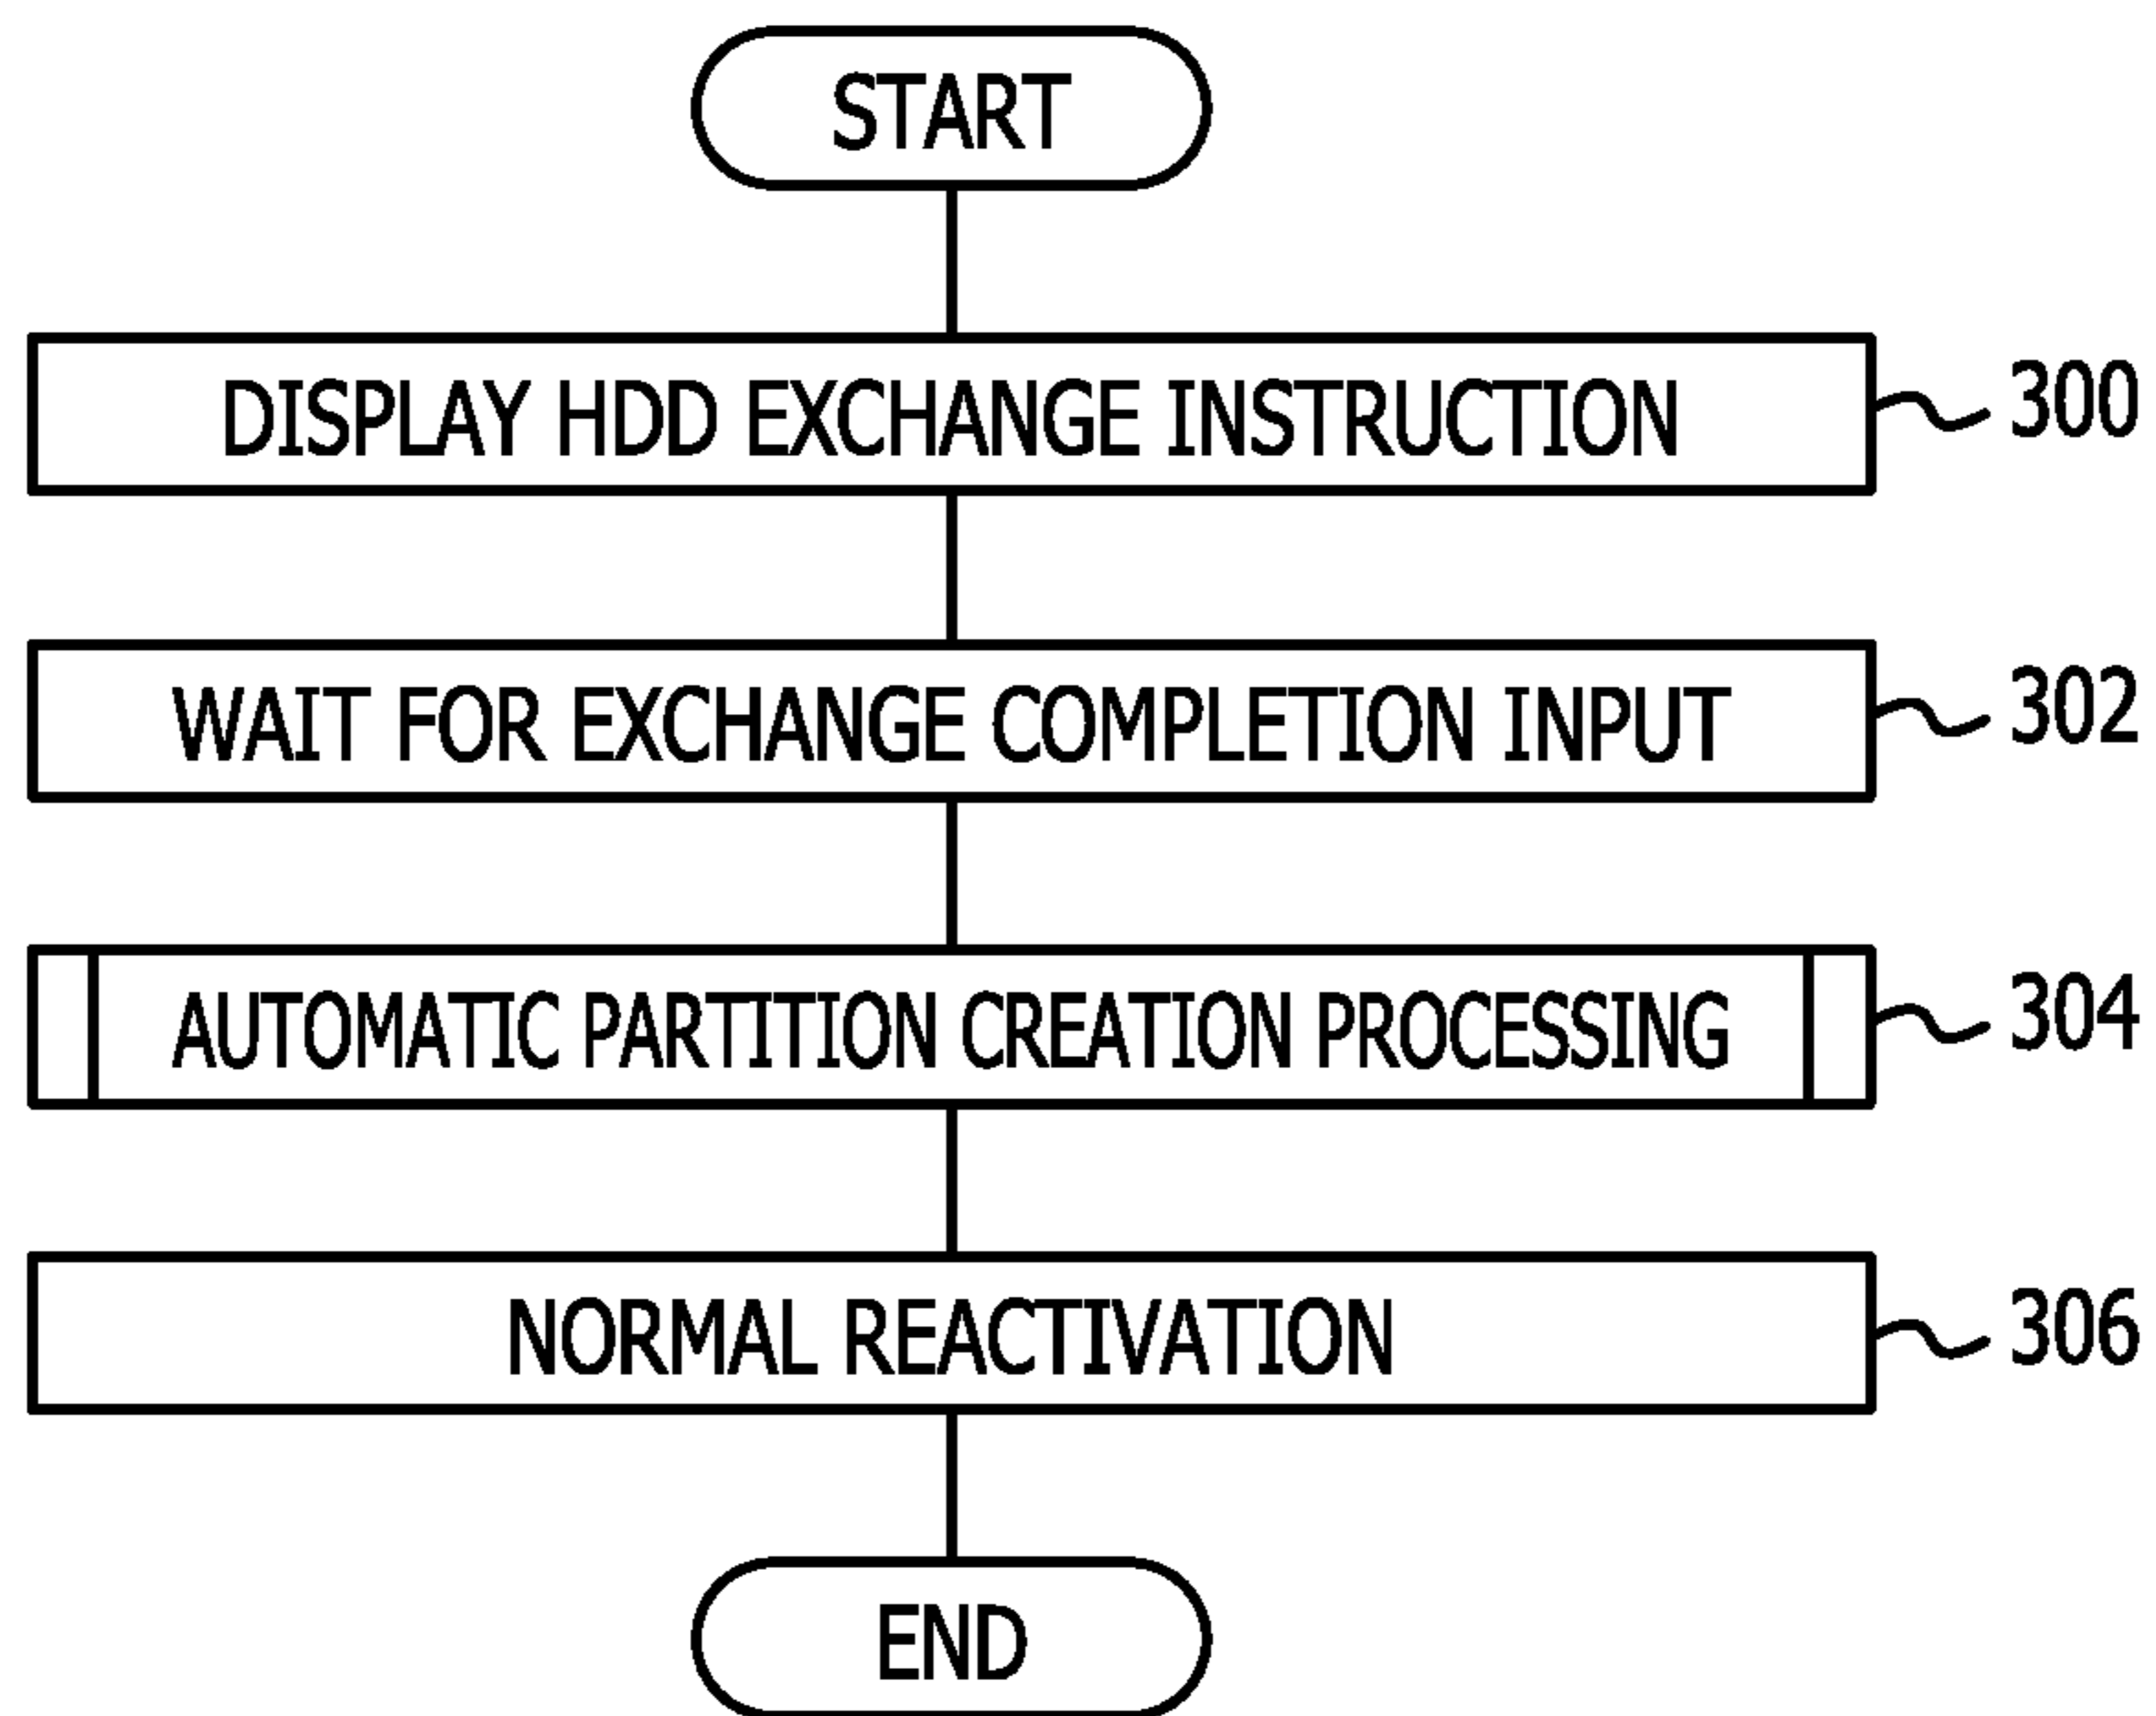 START
DISPLAY HDD EXCHANGE INSTRUCTION
300
WAIT FOR EXCHANGE COMPLETION INPUT
302
AUTOMATIC PARTITION CREATION PROCESSING
304
NORMAL REACTIVATION
306
END